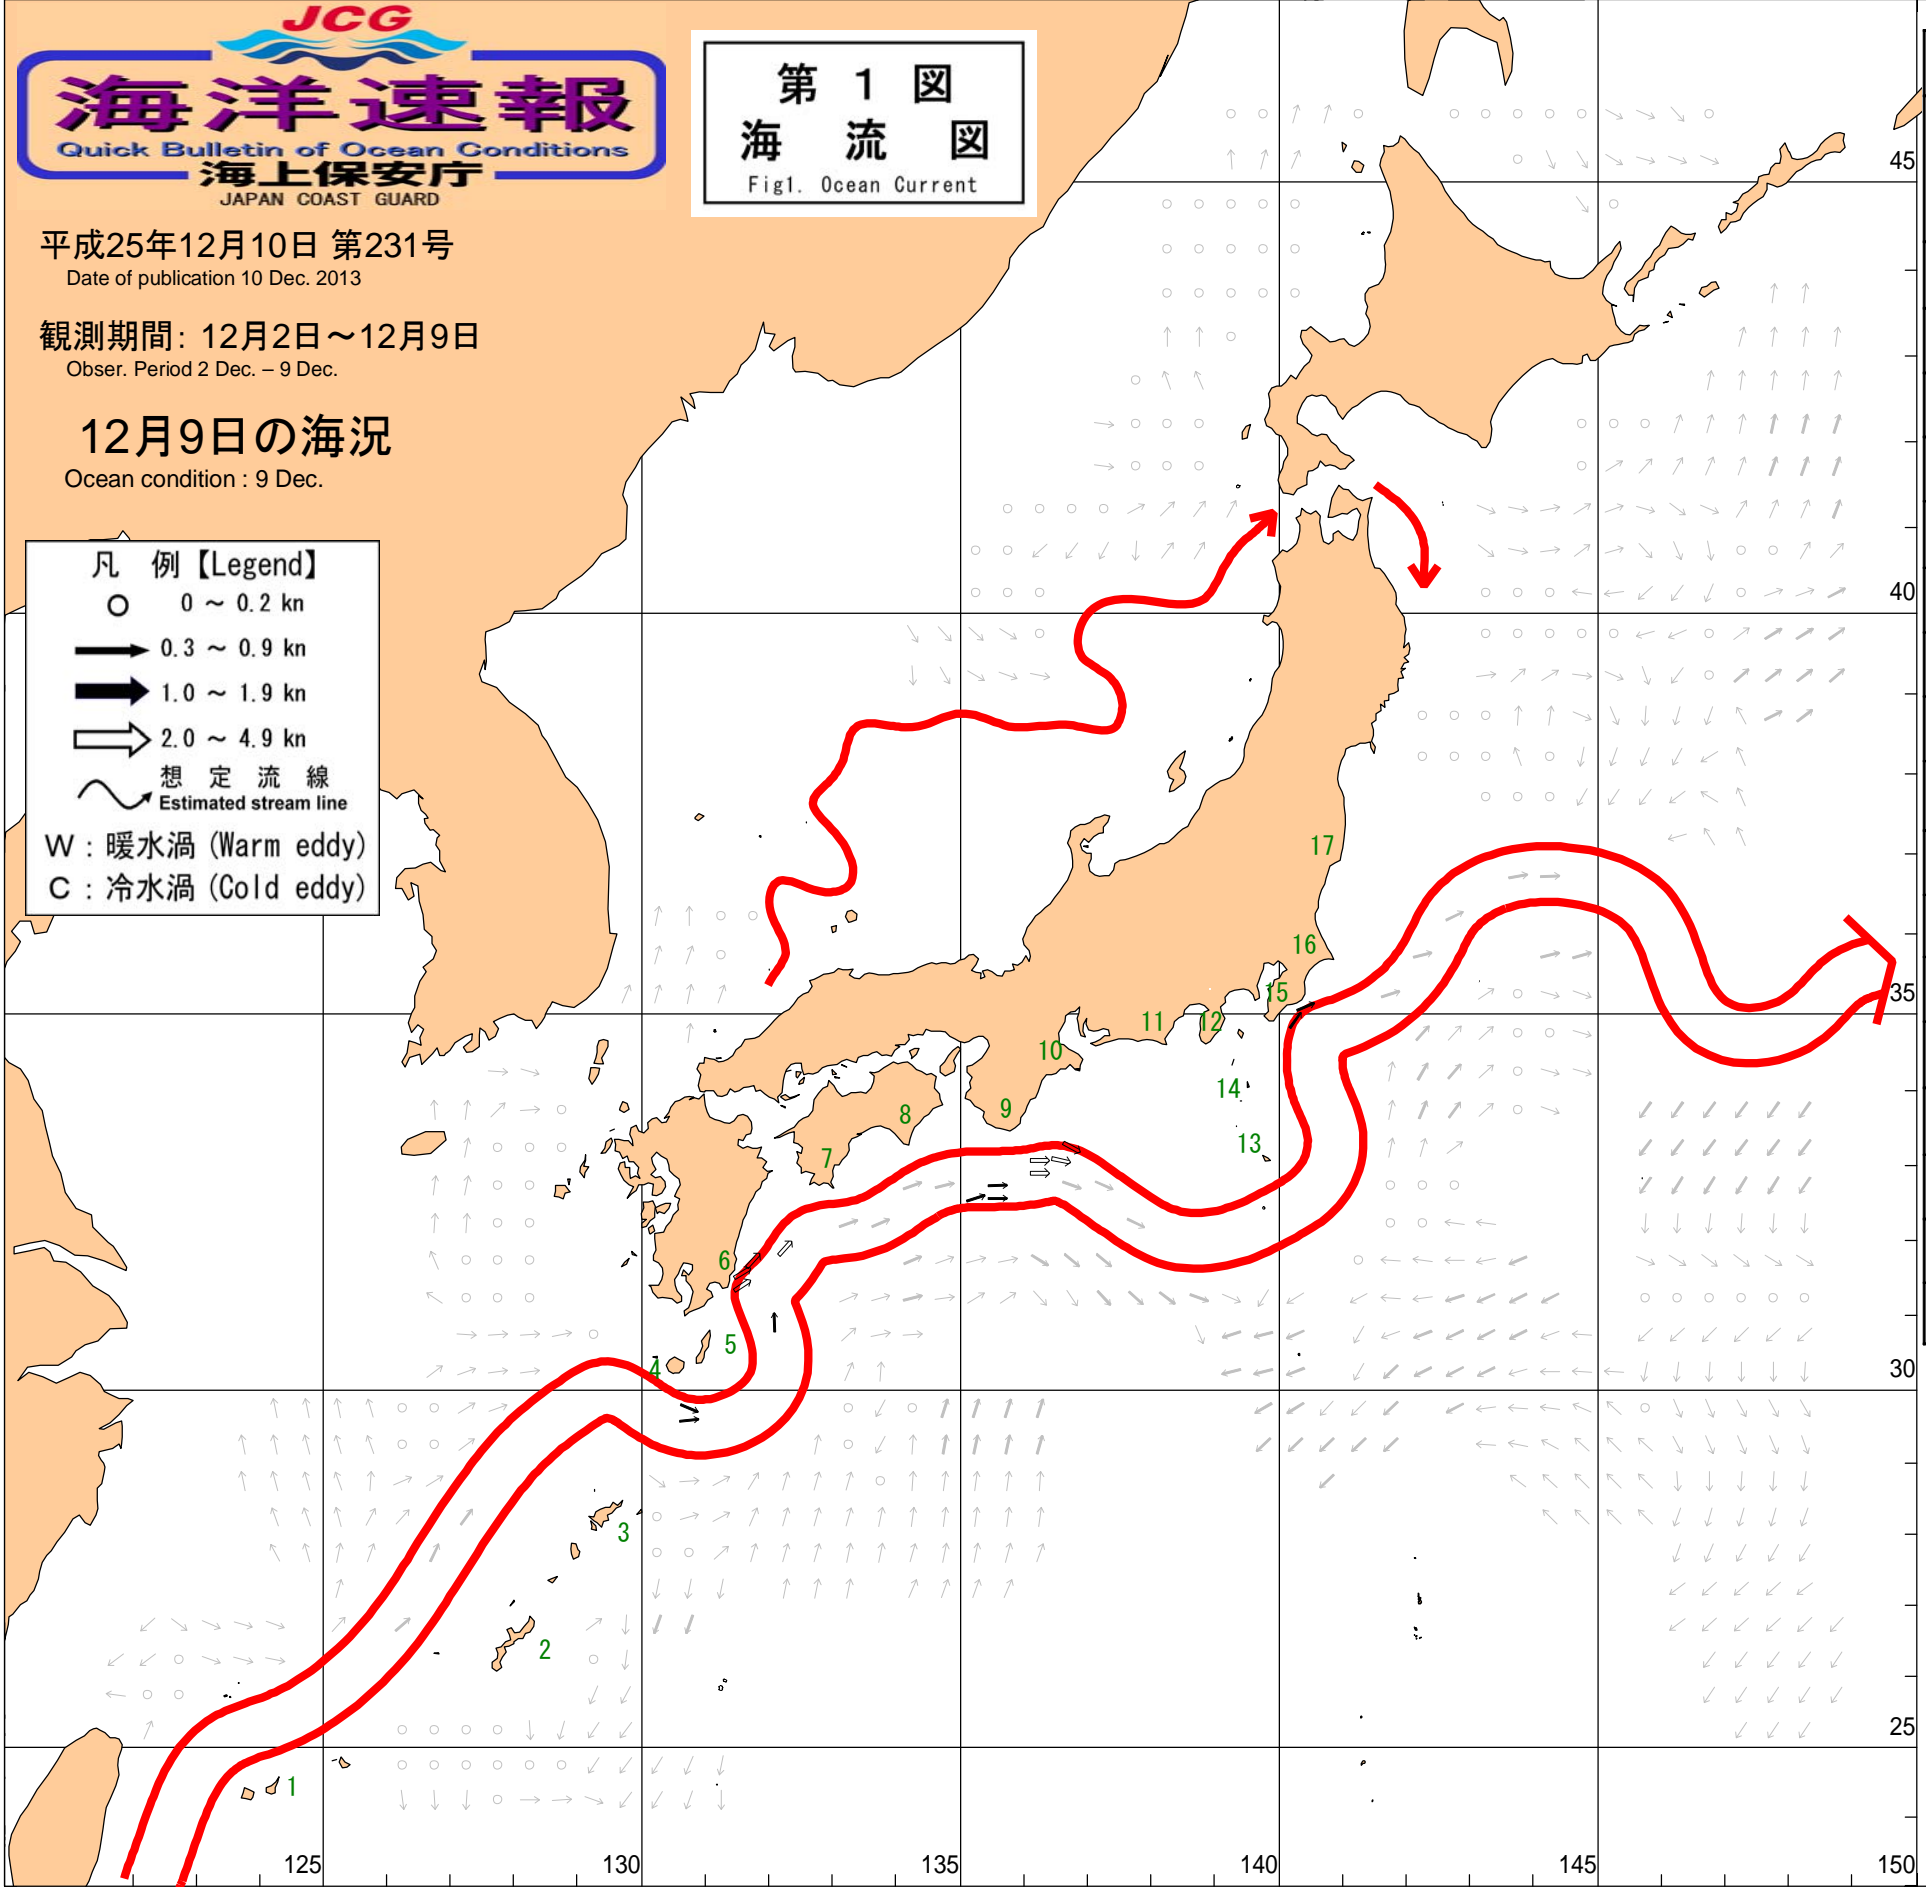 JCG
海洋速報
Quick Bulletin of Ocean Conditions
海上保安庁
JAPAN COAST GUARD
第 1 図
海 流 図
Fig1. Ocean Current
平成25年12月10日 第231号
Date of publication 10 Dec. 2013
観測期間: 12月2日～12月9日
Obser. Period 2 Dec. – 9 Dec.
12月9日の海況
Ocean condition : 9 Dec.
凡 例【Legend】
0 ～ 0.2 kn
0.3 ～ 0.9 kn
1.0 ～ 1.9 kn
2.0 ～ 4.9 kn
想 定 流 線
Estimated stream line
W : 暖水渦 (Warm eddy)
C : 冷水渦 (Cold eddy)
45
40
17
16
15
35
11
12
10
14
8
9
13
7
6
5
4
30
3
2
25
1
125
130
135
140
145
150